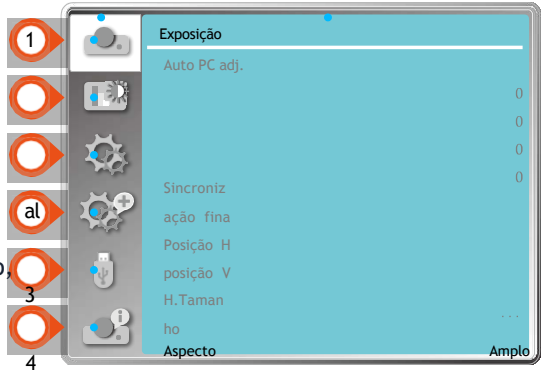 1
Exposição
Auto PC adj.
0
0
0
0
Sincroniz
ação fina
al
Posição H
posição V
o,
H.Taman
3
ho
...
Aspecto
Amplo
4